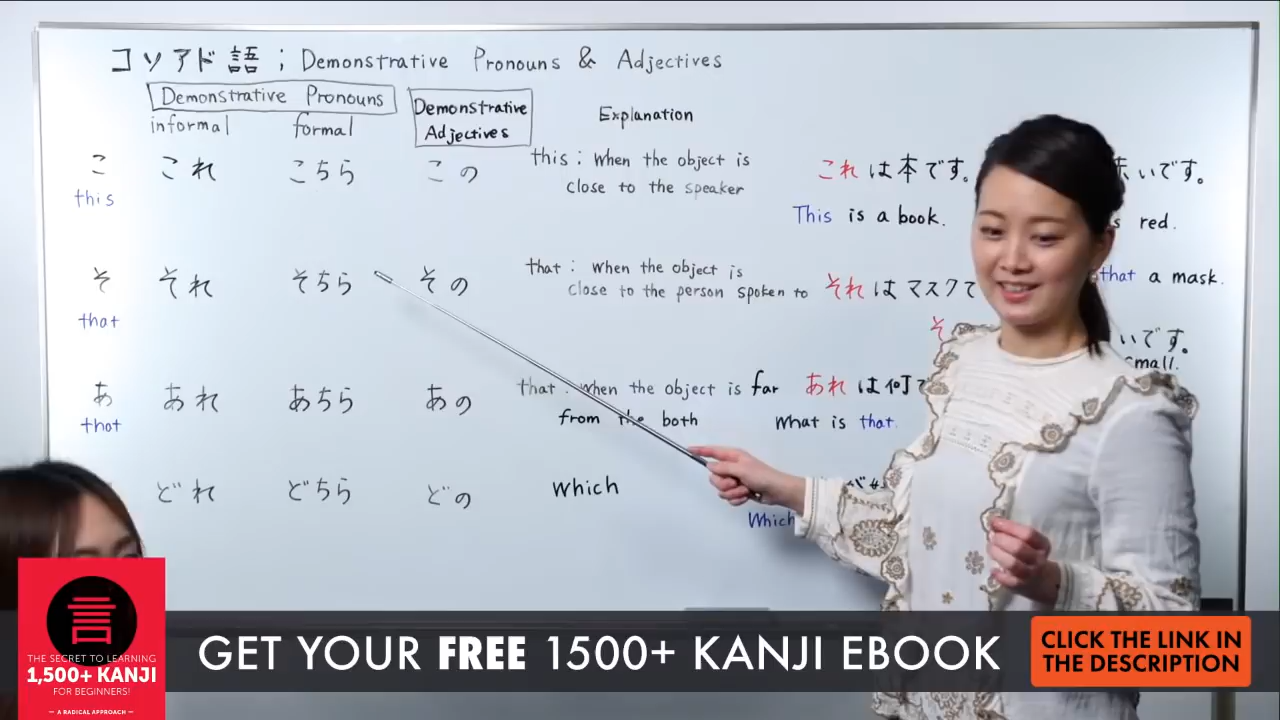 コソアド語 ; Demonstrative Pronouns & Adjectives
Demonstrative Pronouns
Demonstrative
Adjectives
Explanation
informal
formal
こ
これ
こちら
この
this : When the object is
close to the speaker
これは本です。
いです。
this
This is a book.
red.
そ
それ
そちら
その
that : When the object is
close to the person spoken to
それはマスクで
that a mask.
that
そ
いです。
small.
あ
あれ
あちら
あの
that : When the object is far
from the both
あれは何で
that
What is that.
どれ
どちら
どの
which
が
Which
言
THE SECRET TO LEARNING
1,500+ KANJI
FOR BEGINNERS!
— A RADICAL APPROACH —
GET YOUR FREE 1500+ KANJI EBOOK
CLICK THE LINK IN
THE DESCRIPTION